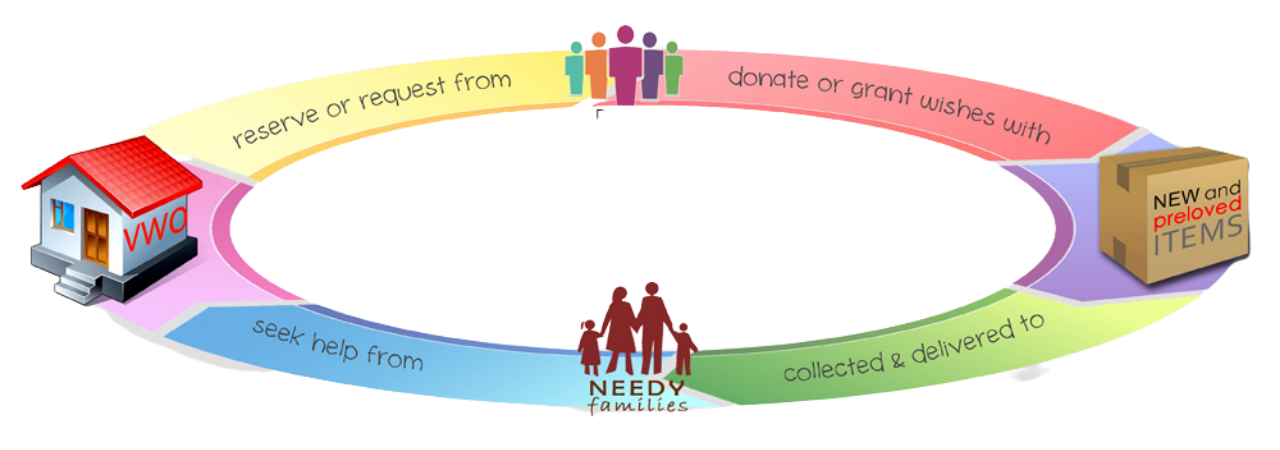 reserve or request from
donate or grant wishes with
VWO
NEW and
preloved
ITEMS
seek help from
collected & delivered to
NEEDY
families